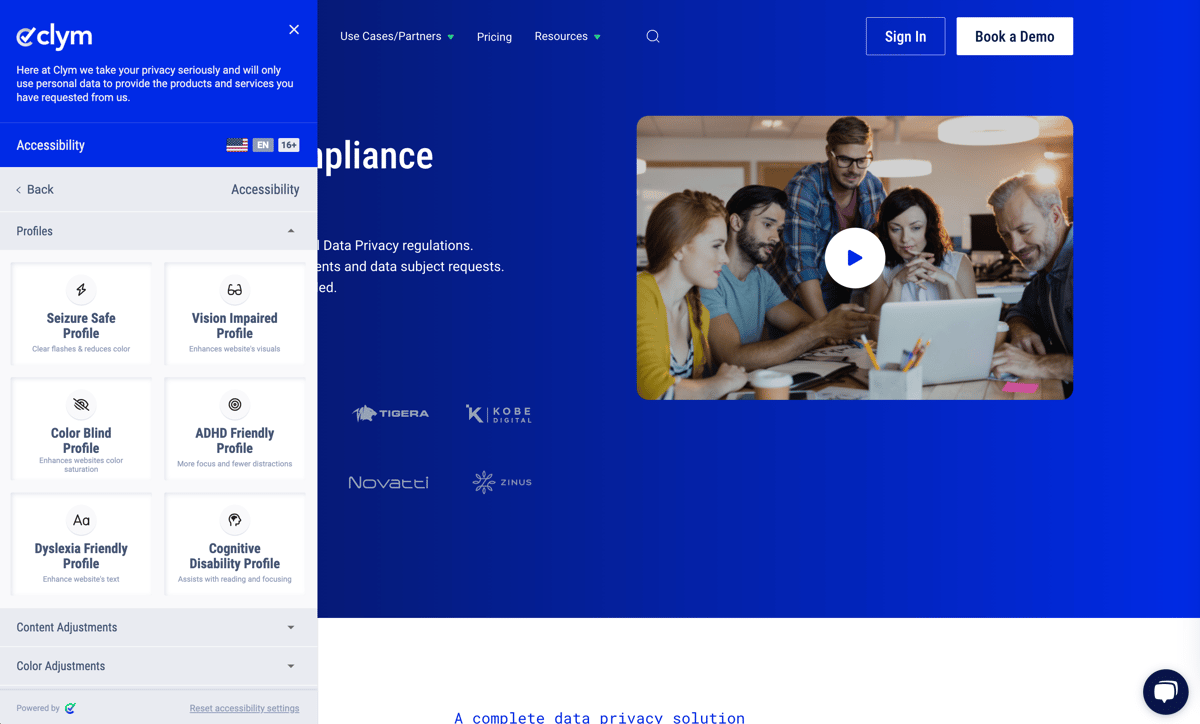 clym
Here at Clym we take your privacy seriously and will only
use personal data to provide the products and services you
have requested from us.
Accessibility
EN
16+
Back
Accessibility
Profiles
Seizure Safe
Profile
Clear flashes & reduces color
Vision Impaired
Profile
Enhances website's visuals
Color Blind
Profile
Enhances websites color
saturation
ADHD Friendly
Profile
More focus and fewer distractions
Aa
Dyslexia Friendly
Profile
Enhance website's text
Cognitive
Disability Profile
Assists with reading and focusing
Content Adjustments
Color Adjustments
Powered by
Reset accessibility settings
Use Cases/Partners
Pricing
Resources
Sign In
Book a Demo
mpliance
l Data Privacy regulations.
ents and data subject requests.
ed.
TIGERA
K KOBE
DIGITAL
Novatti
ZINUS
A complete data privacy solution